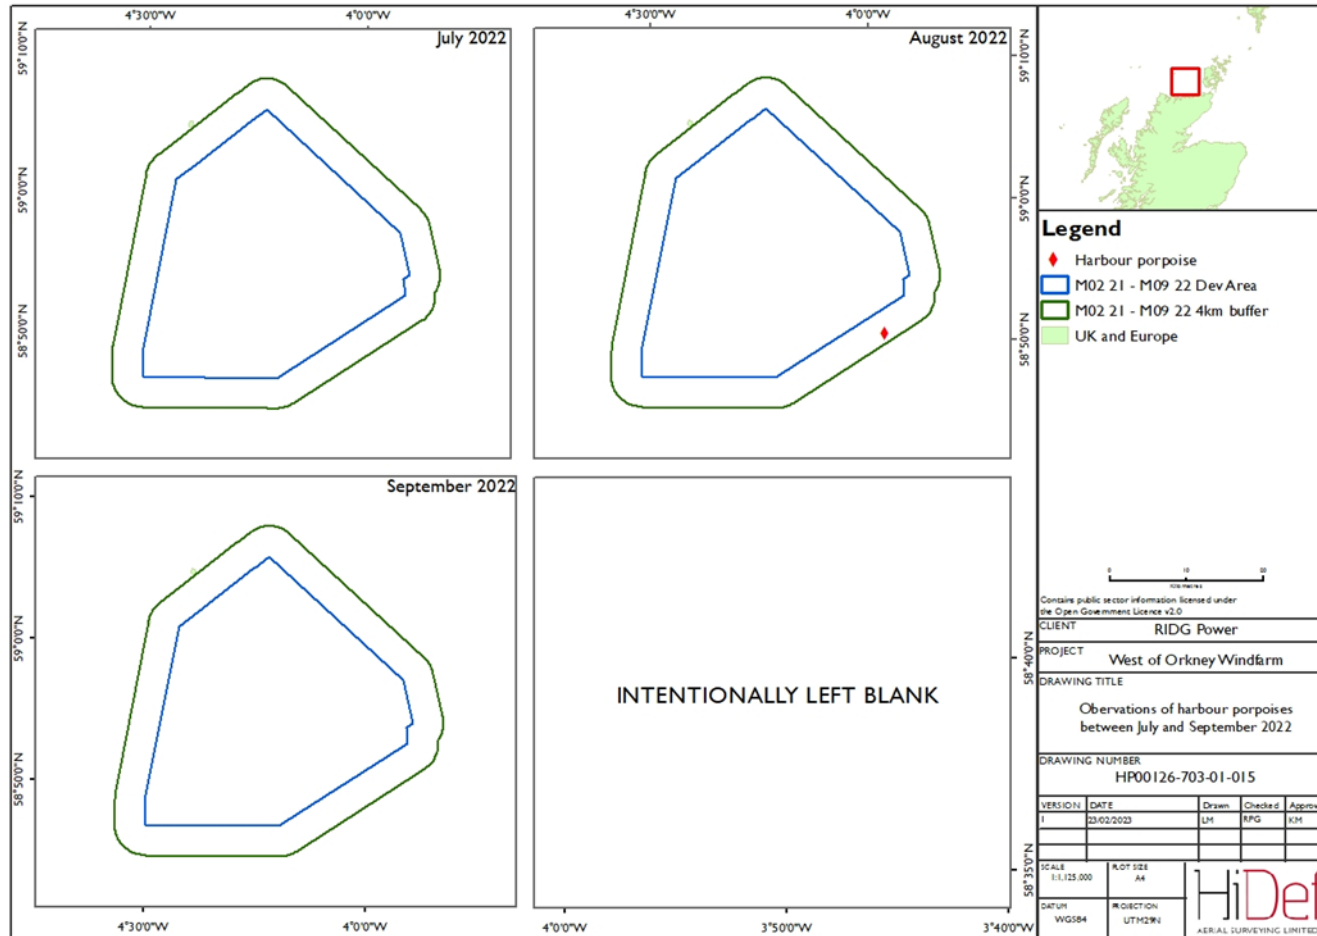 4°30'0"W 4°0'0"W 4°30'0"W 4°0'0"W
July 2022
August 2022
59°10'0"N
59°0'0"N
58°50'0"N
59°10'0"N
59°0'0"N
58°50'0"N
September 2022
59°10'0"N
59°0'0"N
58°50'0"N
INTENTIONALLY LEFT BLANK
58°40'0"N
58°35'0"N
4°30'0"W 4°0'0"W 4°0'0"W 3°50'0"W 3°40'0"W
Legend
Harbour porpoise
M02 21 - M09 22 Dev Area
M02 21 - M09 22 4km buffer
UK and Europe
0 10 20
Kilometres
Contains public sector information licensed under
the Open Government Licence v2.0
CLIENT
RIDG Power
PROJECT
West of Orkney Windfarm
DRAWING TITLE
Obervations of harbour porpoises
between July and September 2022
DRAWING NUMBER
HP00126-703-01-015
VERSION DATE Drawn Checked Approv
1 23/02/2023 LM RPG KM
SCALE
1:1,125,000
PLOT SIZE
A4
DATUM
WGS84
PROJECTION
UTM29N
HiDef
AERIAL SURVEYING LIMITED